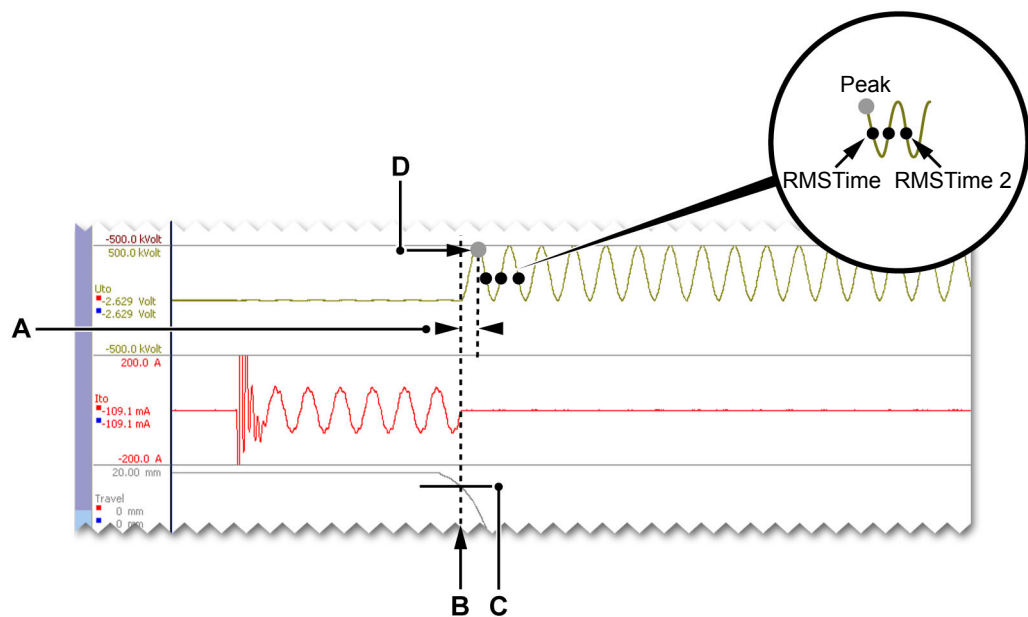 Peak
RMSTime RMSTime 2
D
-500.0 kVolt
500.0 kVolt
Uto
-2.629 Volt
-2.629 Volt
A
-500.0 kVolt
200.0 A
Ito
-109.1 mA
-109.1 mA
-200.0 A
20.00 mm
Travel
0 mm
0 mm
B C